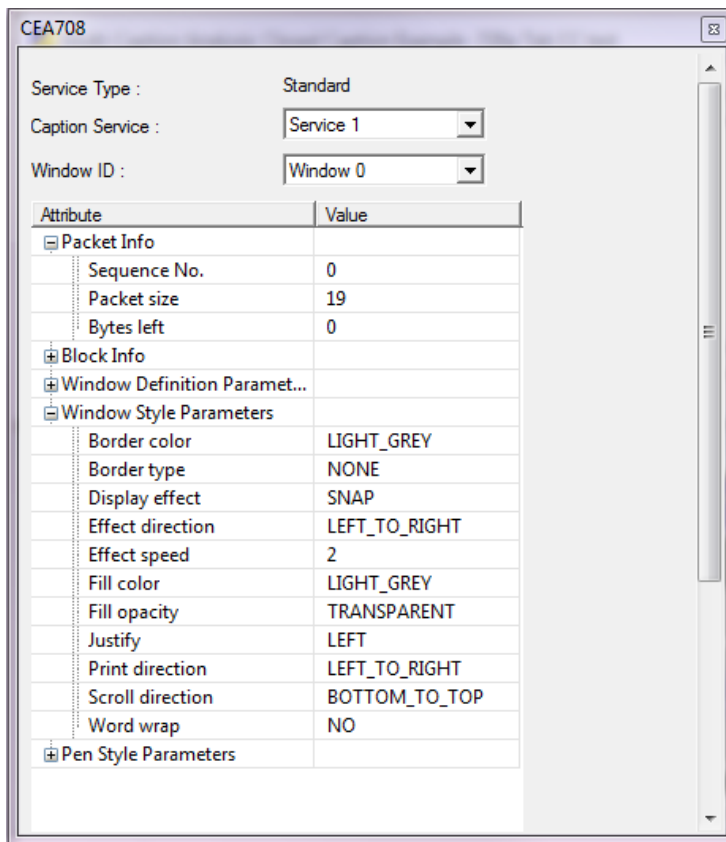 CEA708
Service Type : Standard
Caption Service : Service 1
Window ID : Window 0
Attribute Value
Packet Info
Sequence No. 0
Packet size 19
Bytes left 0
Block Info
Window Definition Paramet...
Window Style Parameters
Border color LIGHT_GREY
Border type NONE
Display effect SNAP
Effect direction LEFT_TO_RIGHT
Effect speed 2
Fill color LIGHT_GREY
Fill opacity TRANSPARENT
Justify LEFT
Print direction LEFT_TO_RIGHT
Scroll direction BOTTOM_TO_TOP
Word wrap NO
Pen Style Parameters